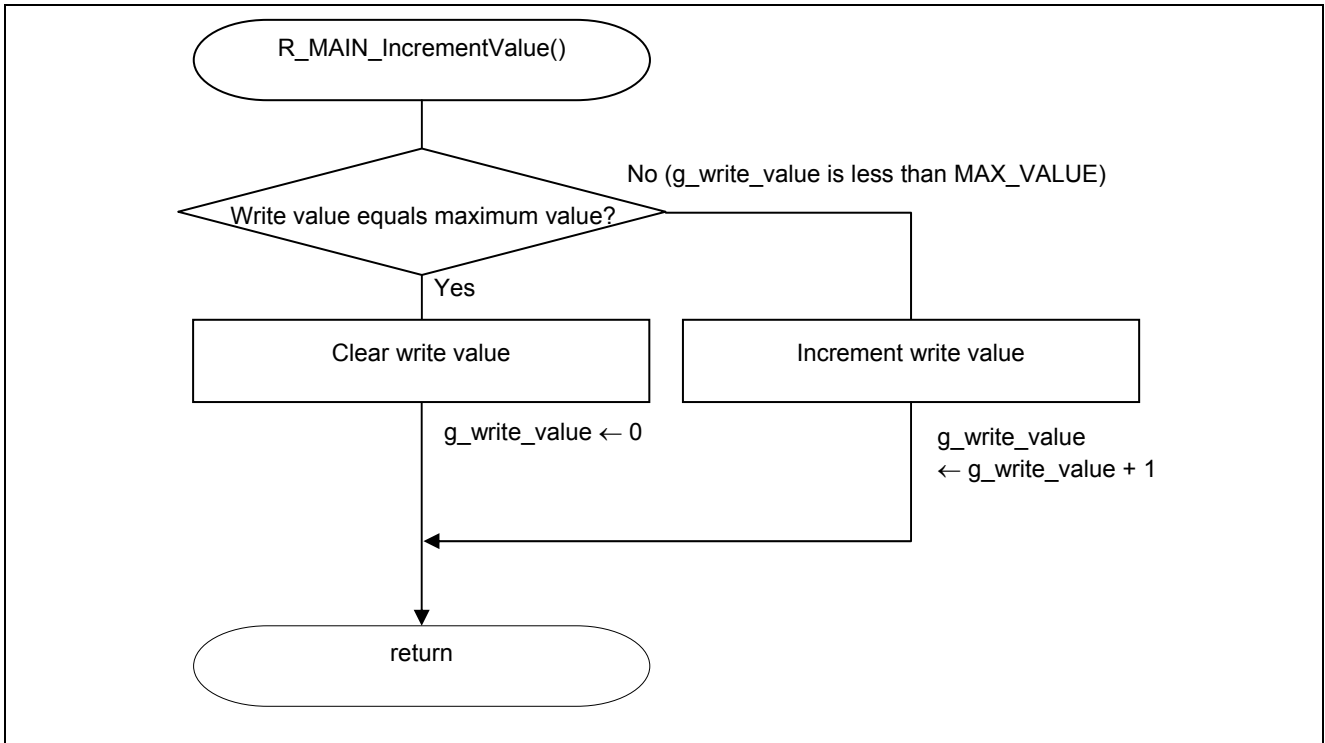 R_MAIN_IncrementValue()
No (g_write_value is less than MAX_VALUE)
Write value equals maximum value?
Yes
Clear write value
Increment write value
g_write_value ← 0
g_write_value
← g_write_value + 1
return